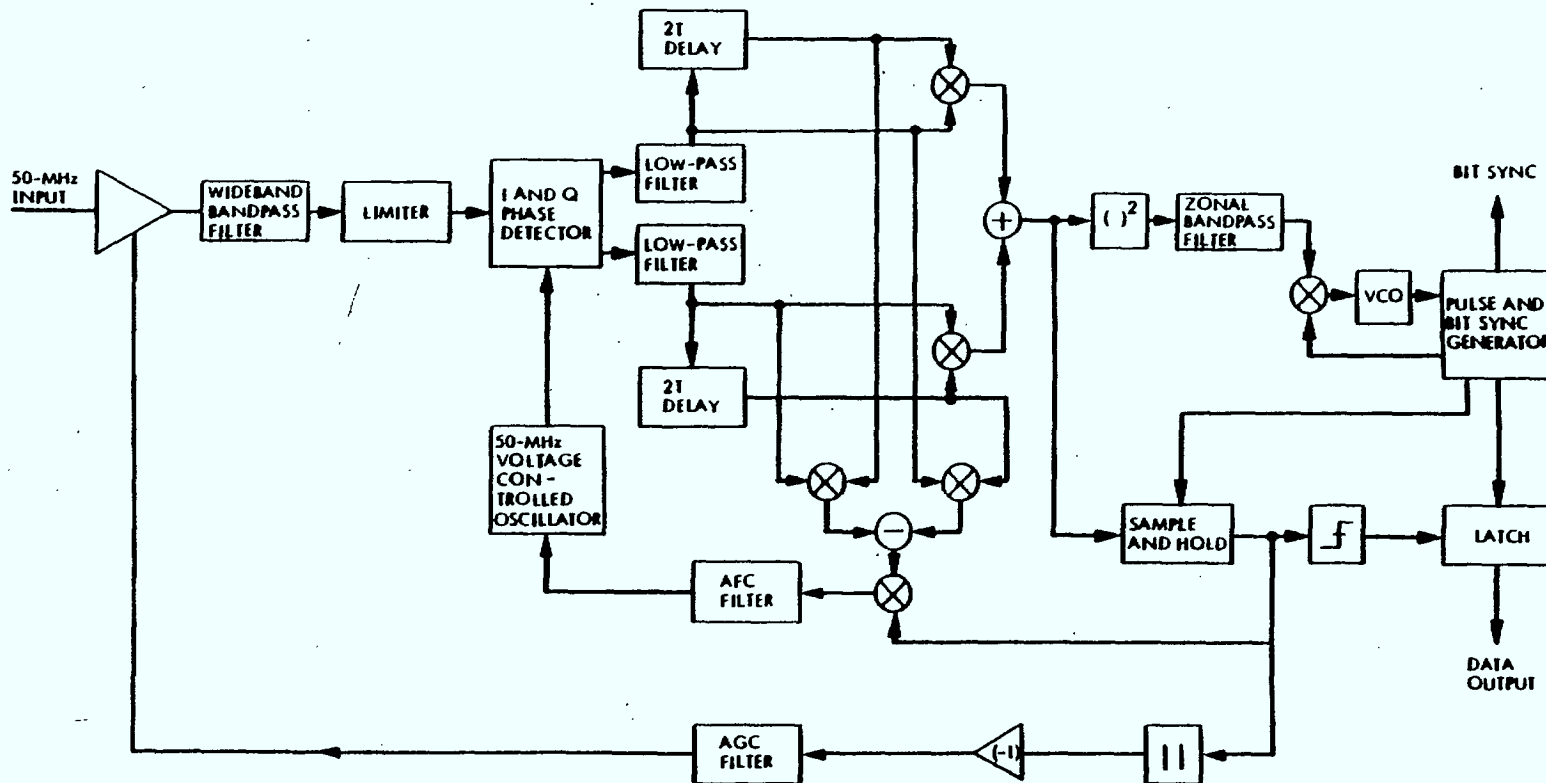 2T
DELAY
50-MHz
INPUT
WIDEBAND
BANDPASS
FILTER
LIMITER
I AND Q
PHASE
DETECTOR
LOW-PASS
FILTER
LOW-PASS
FILTER
2T
DELAY
+
( )²
ZONAL
BANDPASS
FILTER
VCO
BIT SYNC
PULSE AND
BIT SYNC
GENERATOR
50-MHz
VOLTAGE
CON-
TROLLED
OSCILLATOR
−
SAMPLE
AND HOLD
LATCH
AFC
FILTER
DATA
OUTPUT
AGC
FILTER
(-1)
| |